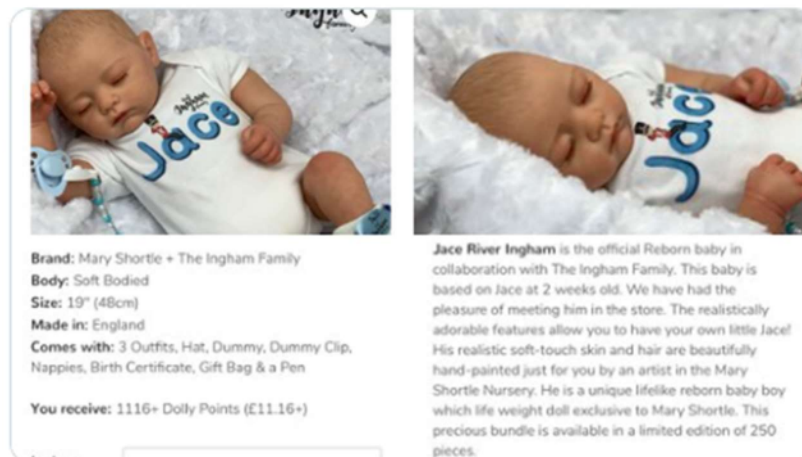 Ingham
family
The
Ingham
family
Jace
The
Ingham
Jace
Brand: Mary Shortle + The Ingham Family
Body: Soft Bodied
Size: 19" (48cm)
Made in: England
Comes with: 3 Outfits, Hat, Dummy, Dummy Clip,
Nappies, Birth Certificate, Gift Bag & a Pen
You receive: 1116+ Dolly Points (£11.16+)
Jace River Ingham is the official Reborn baby in
collaboration with The Ingham Family. This baby is
based on Jace at 2 weeks old. We have had the
pleasure of meeting him in the store. The realistically
adorable features allow you to have your own little Jace!
His realistic soft-touch skin and hair are beautifully
hand-painted just for you by an artist in the Mary
Shortle Nursery. He is a unique lifelike reborn baby boy
which life weight doll exclusive to Mary Shortle. This
precious bundle is available in a limited edition of 250
pieces.